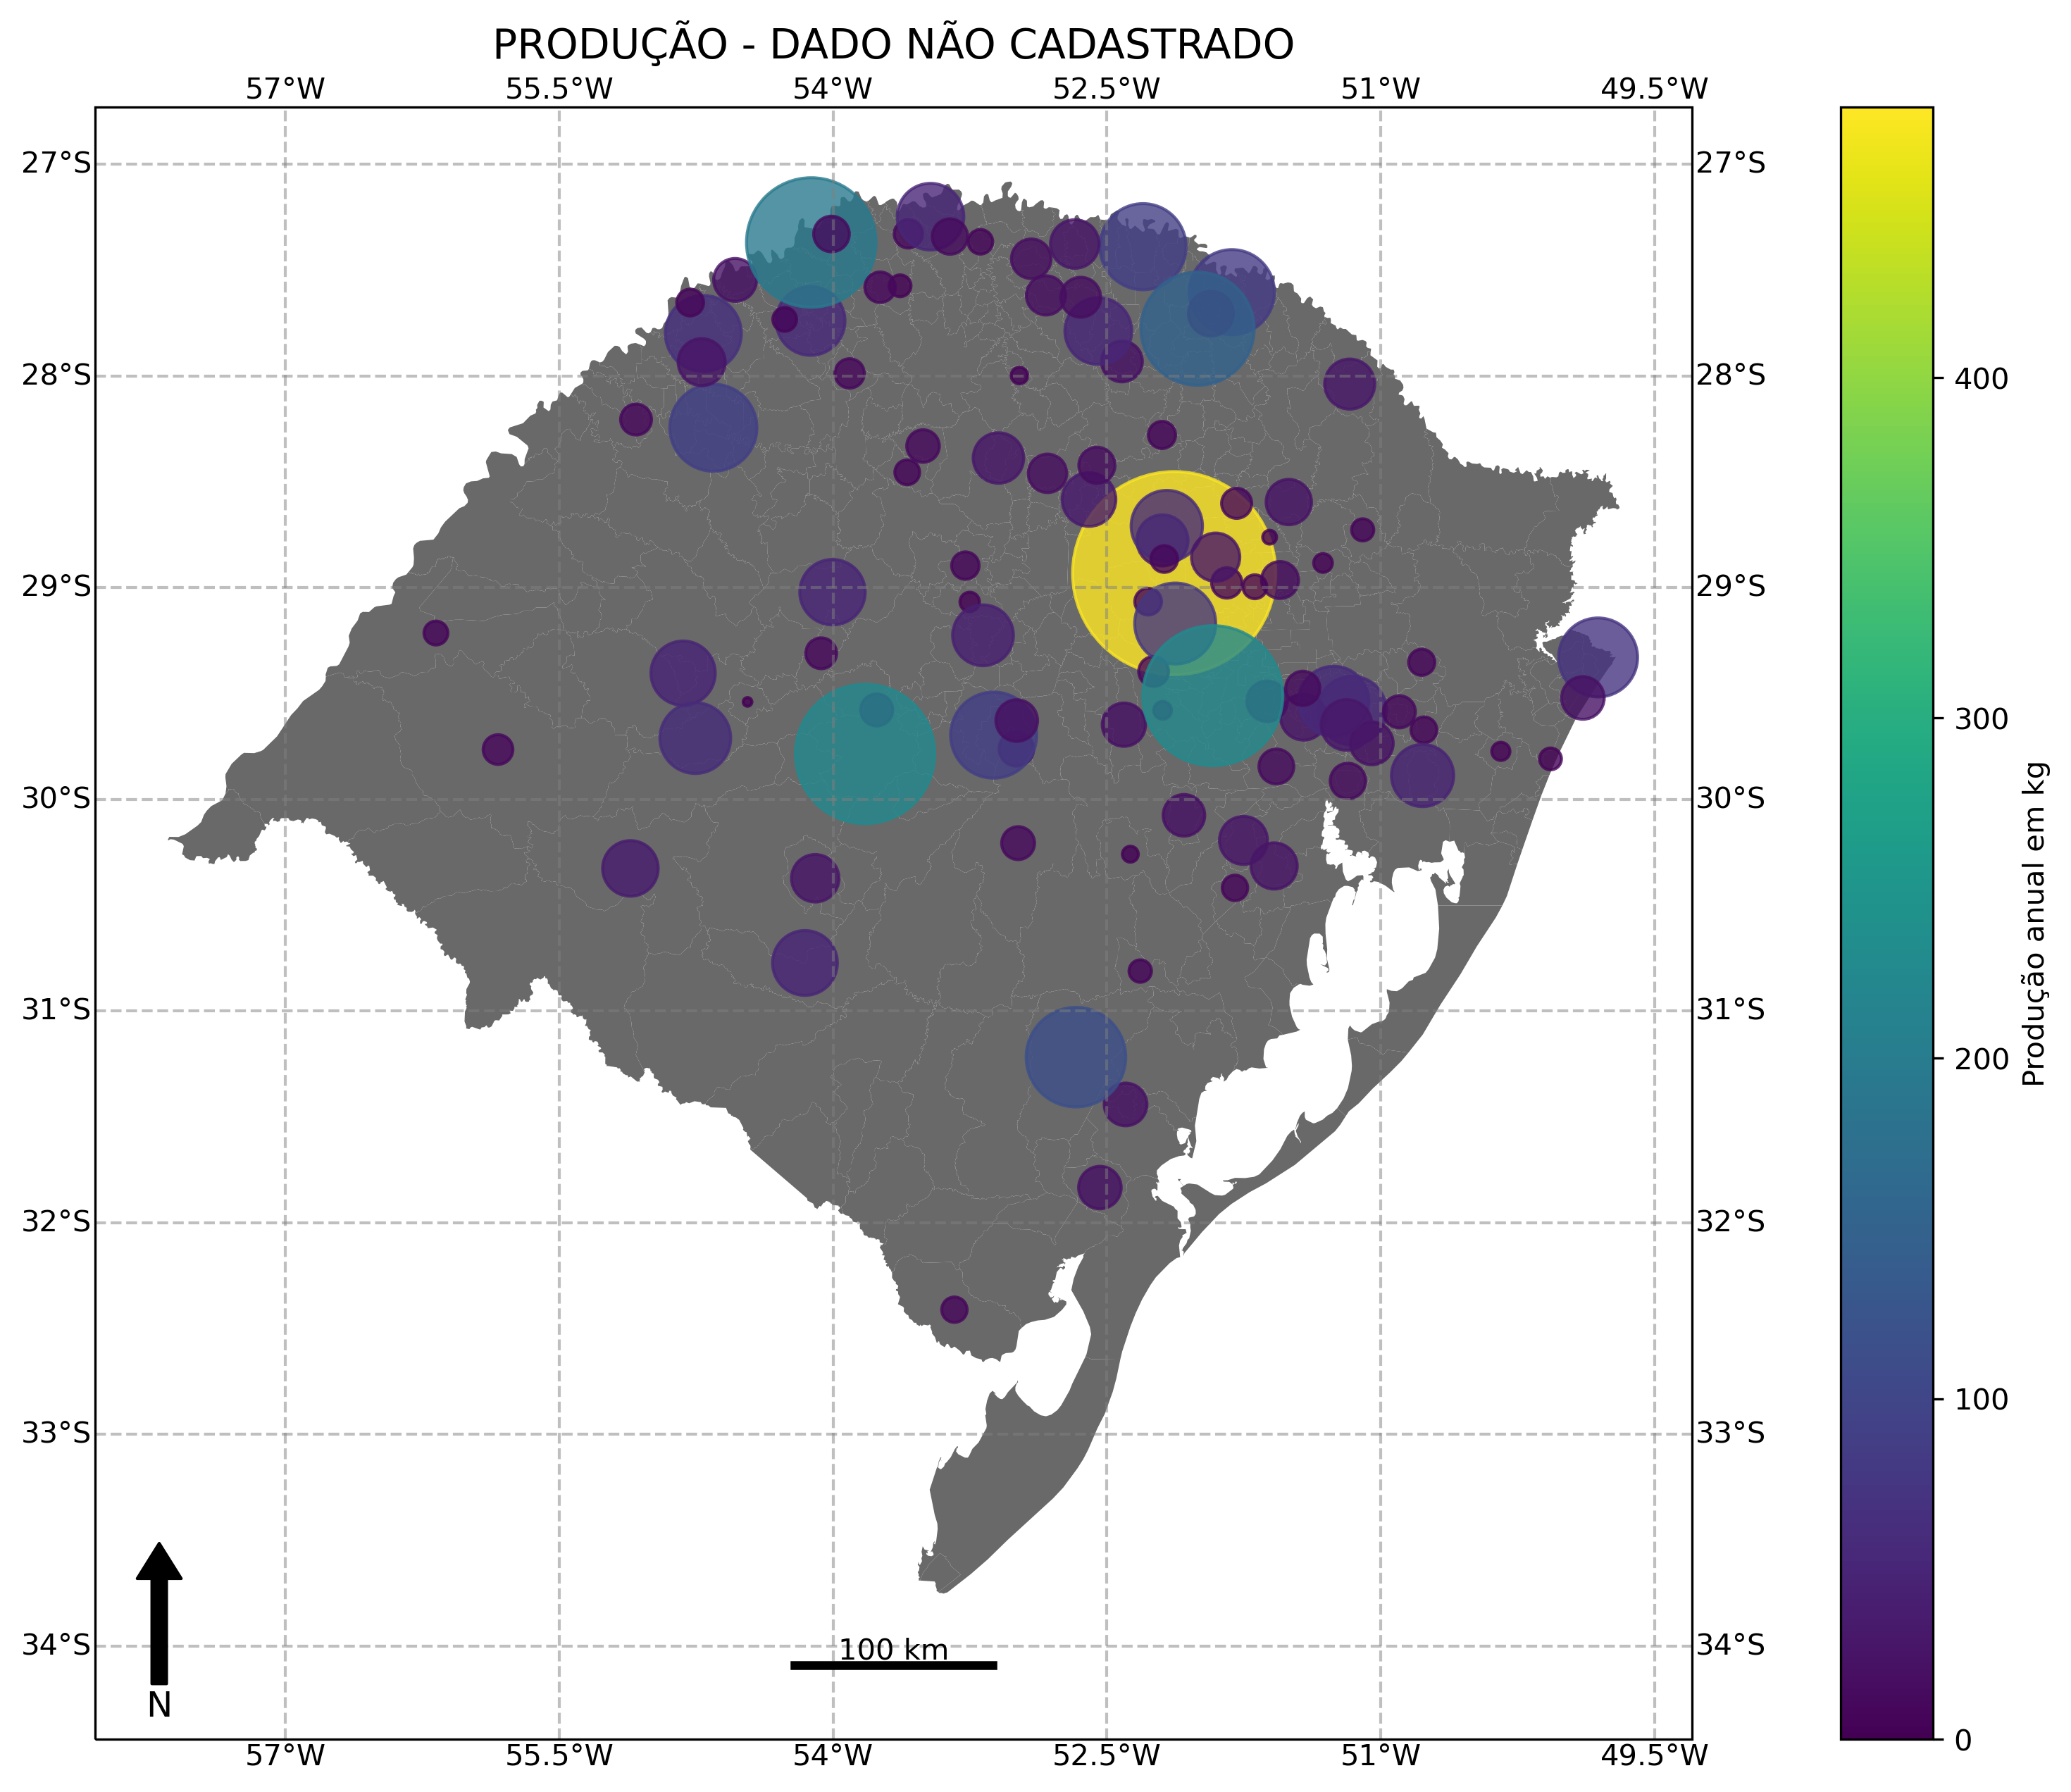 PRODUÇÃO - DADO NÃO CADASTRADO
57°W 55.5°W 54°W 52.5°W 51°W 49.5°W
27°S 27°S
28°S 28°S
400
29°S 29°S
300
30°S 30°S
Produção anual em kg
31°S 31°S
200
32°S 32°S
100
33°S 33°S
34°S 34°S
100 km
N
0
57°W 55.5°W 54°W 52.5°W 51°W 49.5°W